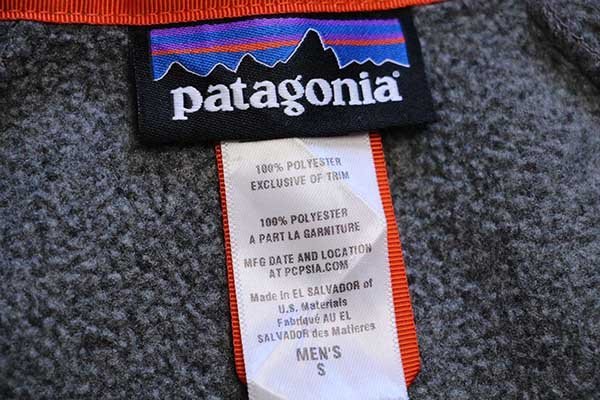 patagonia®
100% POLYESTER
EXCLUSIVE OF TRIM
100% POLYESTER
A PART LA GARNITURE
MFG DATE AND LOCATION
AT PCPSIA.COM
Made in EL SALVADOR of
U.S. Materials
Fabriqué AU EL
SALVADOR des Matieres
MEN'S
S